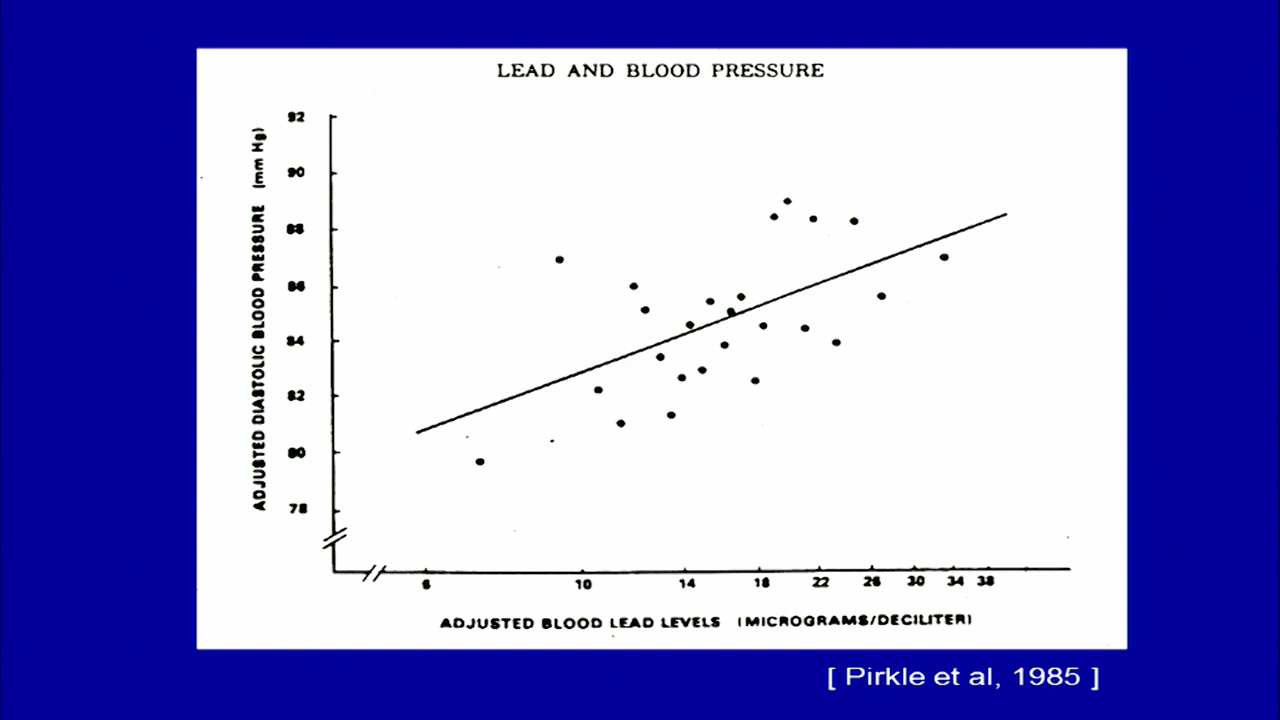 LEAD AND BLOOD PRESSURE
ADJUSTED DIASTOLIC BLOOD PRESSURE (mm Hg)
92
90
88
86
84
82
80
78
6 10 14 18 22 26 30 34 38
ADJUSTED BLOOD LEAD LEVELS (MICROGRAMS/DECILITER)
[ Pirkle et al, 1985 ]